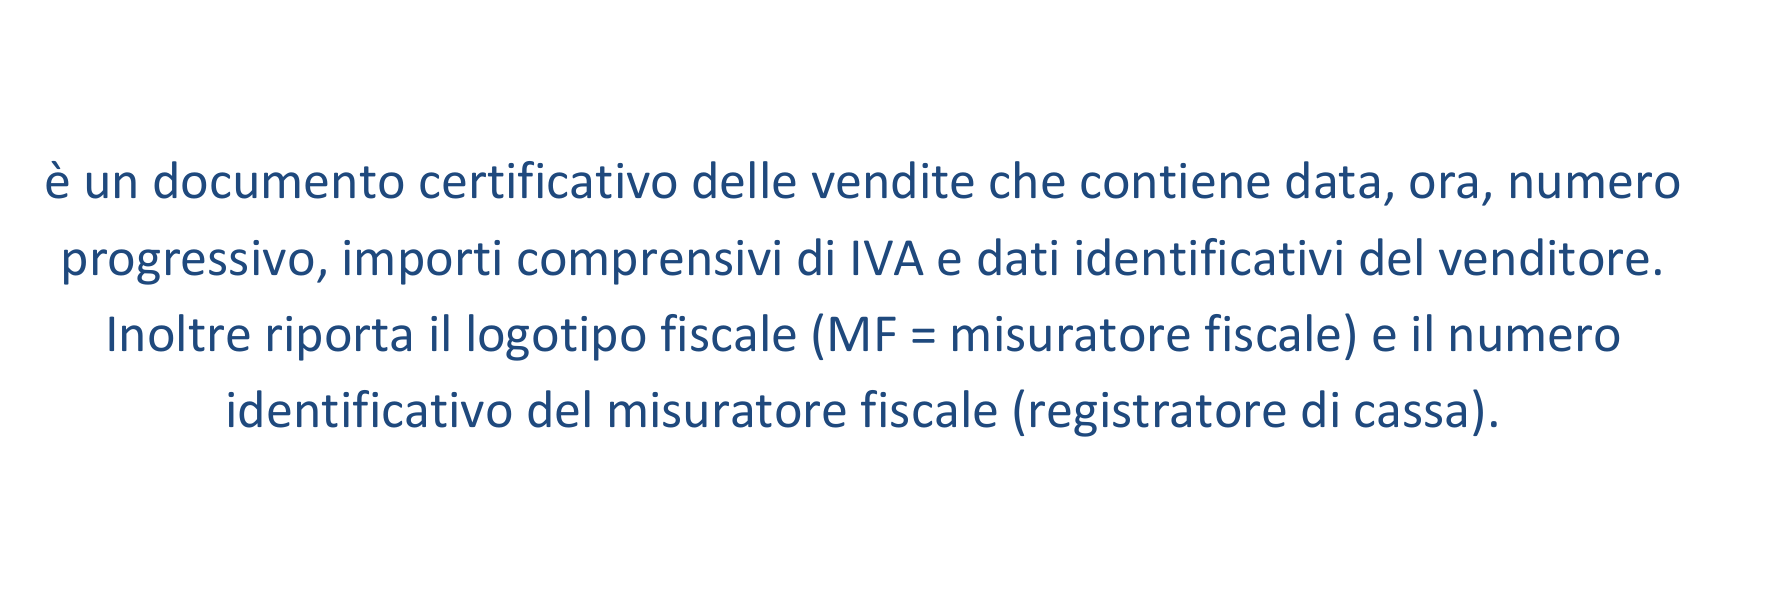 è un documento certificativo delle vendite che contiene data, ora, numero
progressivo, importi comprensivi di IVA e dati identificativi del venditore.
Inoltre riporta il logotipo fiscale (MF = misuratore fiscale) e il numero
identificativo del misuratore fiscale (registratore di cassa).